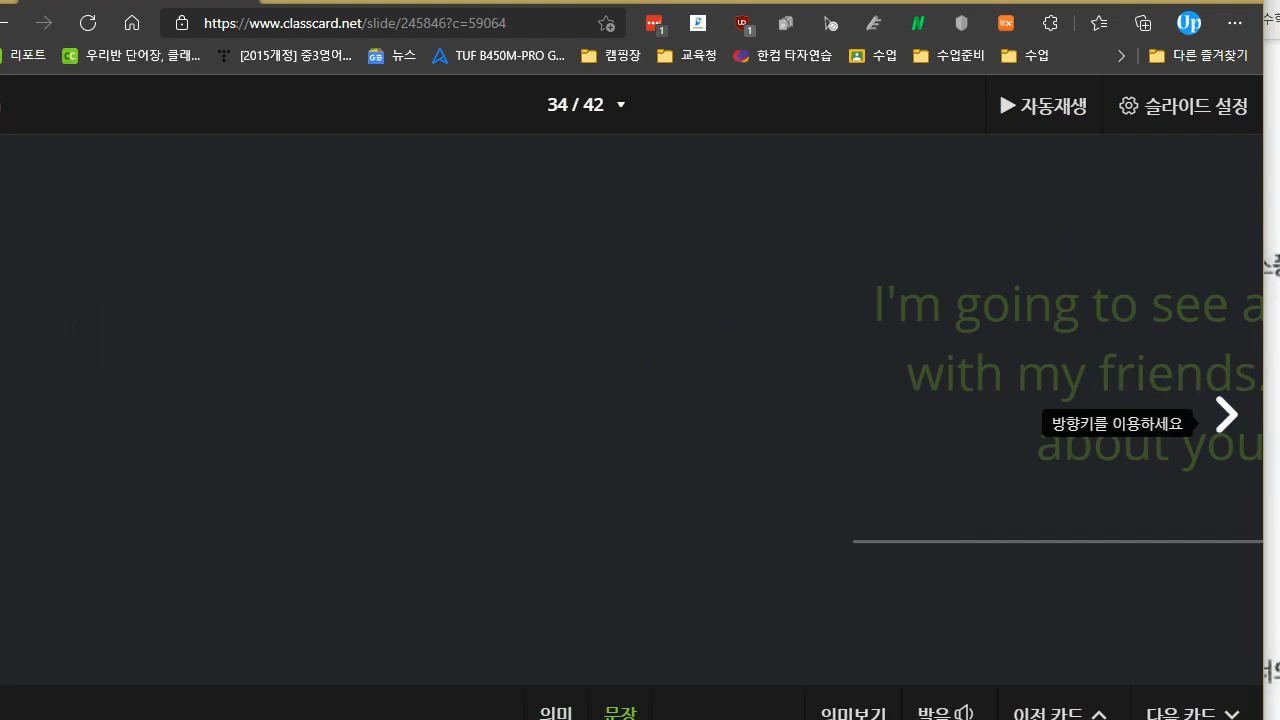 https://www.classcard.net/slide/245846?c=59064
리포트 우리반 단어장, 클래... [2015개정] 중3영어... 뉴스 TUF B450M-PRO G... 캠핑장 교육청 한컴 타자연습 수업 수업준비 수업 다른 즐겨찾기
34 / 42 자동재생 슬라이드 설정
I'm going to see a
with my friends.
방향키를 이용하세요
about you
의미 문장 의미보기 발음 이전 카드 다음 카드